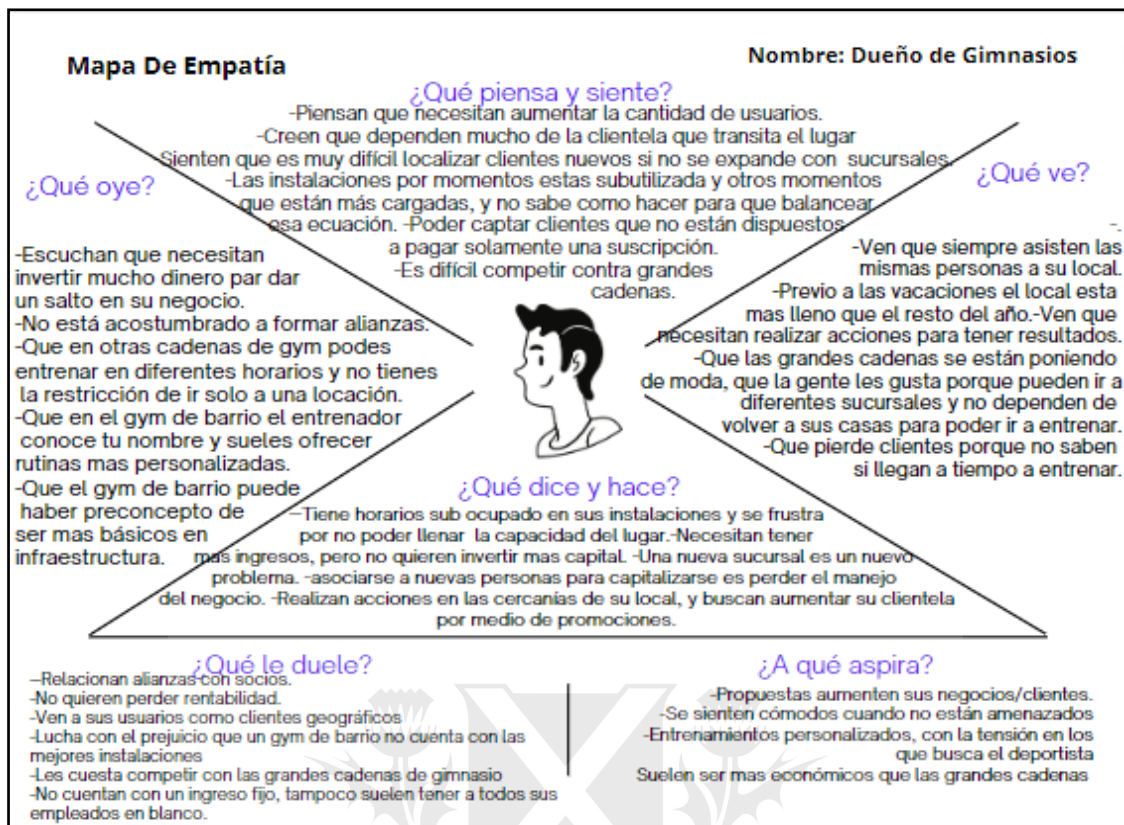 Mapa De Empatía
Nombre: Dueño de Gimnasios
¿Qué piensa y siente?
-Piensan que necesitan aumentar la cantidad de usuarios.
-Creen que dependen mucho de la clientela que transita el lugar
Sienten que es muy difícil localizar clientes nuevos si no se expande con sucursales.
-Las instalaciones por momentos estas subutilizada y otros momentos
que están más cargadas, y no sabe como hacer para que balancear
esa ecuación. -Poder captar clientes que no están dispuestos
a pagar solamente una suscripción.
-Es difícil competir contra grandes
cadenas.
¿Qué oye?
-Escuchan que necesitan
invertir mucho dinero par dar
un salto en su negocio.
-No está acostumbrado a formar alianzas.
-Que en otras cadenas de gym podes
entrenar en diferentes horarios y no tienes
la restricción de ir solo a una locación.
-Que en el gym de barrio el entrenador
conoce tu nombre y sueles ofrecer
rutinas mas personalizadas.
-Que el gym de barrio puede
haber preconcepto de
ser mas básicos en
infraestructura.
¿Qué ve?
-.
-Ven que siempre asisten las
mismas personas a su local.
-Previo a las vacaciones el local esta
mas lleno que el resto del año.-Ven que
necesitan realizar acciones para tener resultados.
-Que las grandes cadenas se están poniendo
de moda, que la gente les gusta porque pueden ir a
diferentes sucursales y no dependen de
volver a sus casas para poder ir a entrenar.
-Que pierde clientes porque no saben
si llegan a tiempo a entrenar.
¿Qué dice y hace?
—Tiene horarios sub ocupado en sus instalaciones y se frustra
por no poder llenar la capacidad del lugar.-Necesitan tener
mas ingresos, pero no quieren invertir mas capital. -Una nueva sucursal es un nuevo
problema. -asociarse a nuevas personas para capitalizarse es perder el manejo
del negocio. -Realizan acciones en las cercanías de su local, y buscan aumentar su clientela
por medio de promociones.
¿Qué le duele?
—Relacionan alianzas con socios.
-No quieren perder rentabilidad.
-Ven a sus usuarios como clientes geográficos
-Lucha con el prejuicio que un gym de barrio no cuenta con las
mejores instalaciones
-Les cuesta competir con las grandes cadenas de gimnasio
-No cuentan con un ingreso fijo, tampoco suelen tener a todos sus
empleados en blanco.
¿A qué aspira?
-Propuestas aumenten sus negocios/clientes.
-Se sienten cómodos cuando no están amenazados
-Entrenamientos personalizados, con la tensión en los
que busca el deportista
Suelen ser mas económicos que las grandes cadenas